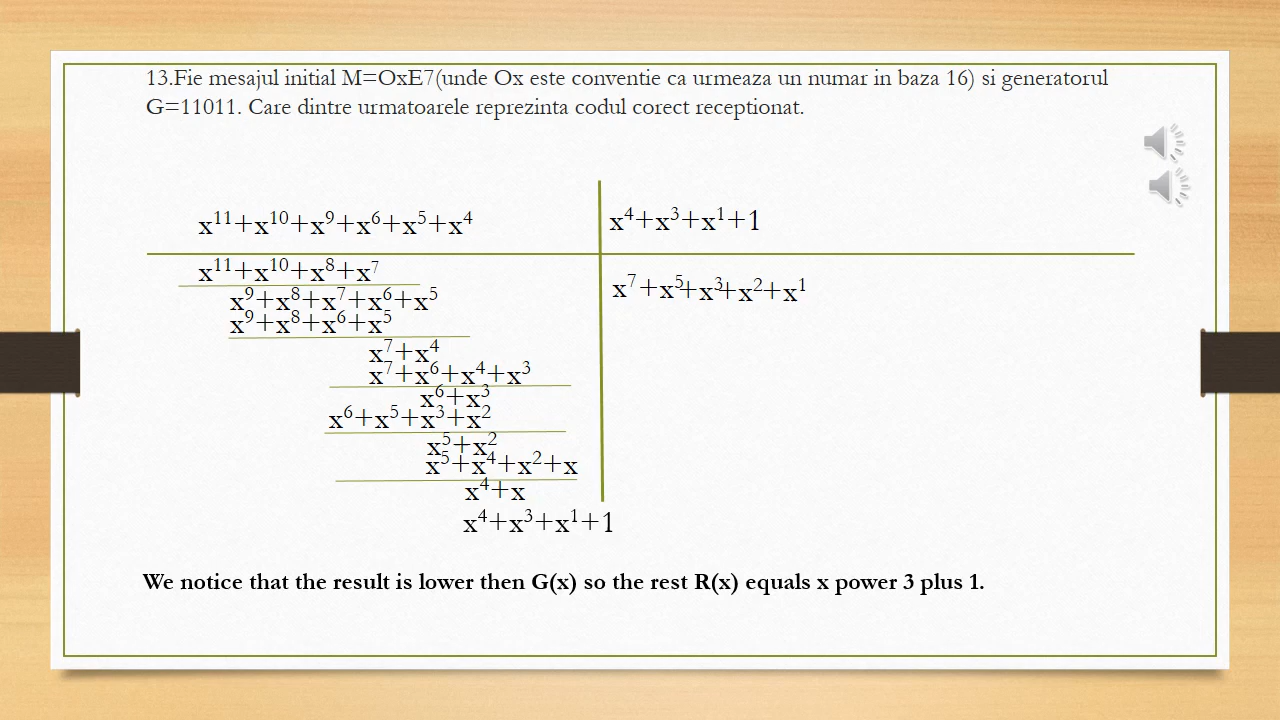 13.Fie mesajul initial M=OxE7(unde Ox este conventie ca urmeaza un numar in baza 16) si generatorul
G=11011. Care dintre urmatoarele reprezinta codul corect receptionat.
x¹¹+x¹⁰+x⁹+x⁶+x⁵+x⁴
x⁴+x³+x¹+1
x¹¹+x¹⁰+x⁸+x⁷
x⁷+x⁵+x³+x²+x¹
x⁹+x⁸+x⁷+x⁶+x⁵
x⁹+x⁸+x⁶+x⁵
x⁷+x⁴
x⁷+x⁶+x⁴+x³
x⁶+x³
x⁶+x⁵+x³+x²
x⁵+x²
x⁵+x⁴+x²+x
x⁴+x
x⁴+x³+x¹+1
We notice that the result is lower then G(x) so the rest R(x) equals x power 3 plus 1.